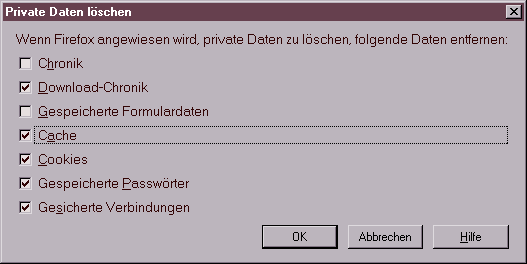 Private Daten löschen
Wenn Firefox angewiesen wird, private Daten zu löschen, folgende Daten entfernen:
Chronik
Download-Chronik
Gespeicherte Formulardaten
Cache
Cookies
Gespeicherte Passwörter
Gesicherte Verbindungen
OK Abbrechen Hilfe